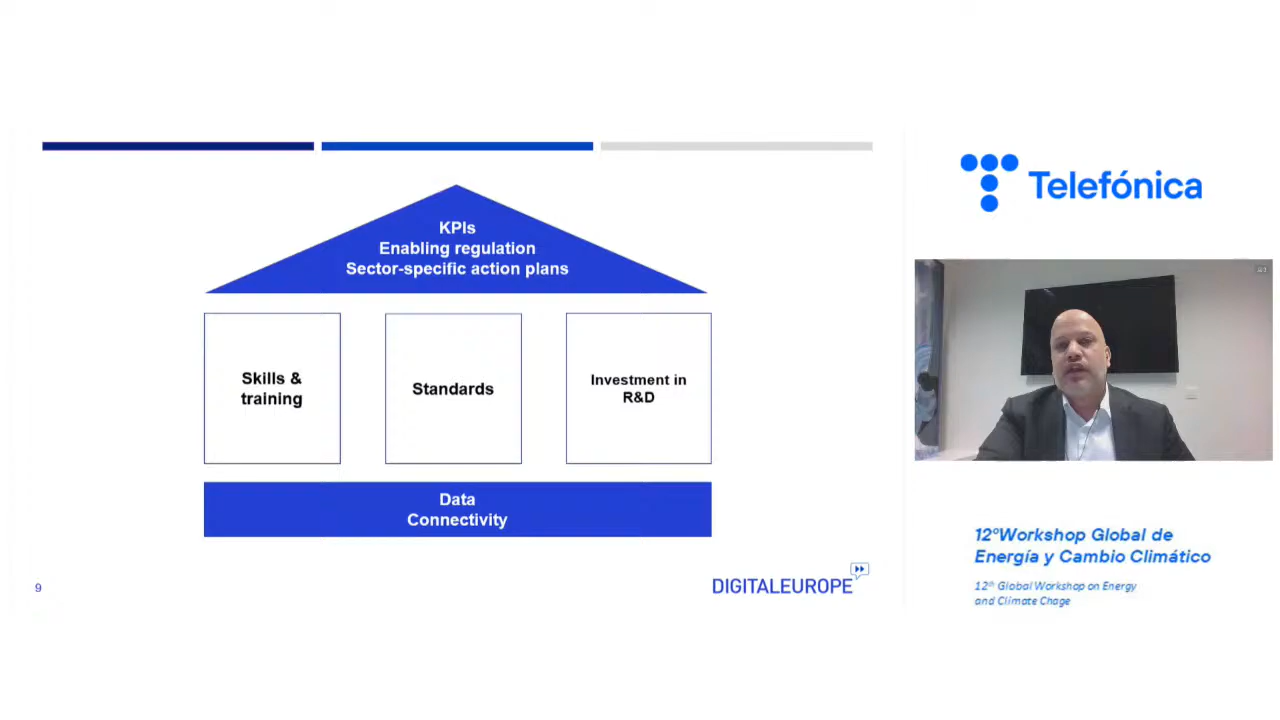 KPIs
Enabling regulation
Sector-specific action plans
Skills &
training
Standards
Investment in
R&D
Data
Connectivity
9
DIGITALEUROPE
Telefónica
12ºWorkshop Global de
Energía y Cambio Climático
12th Global Workshop on Energy
and Climate Chage